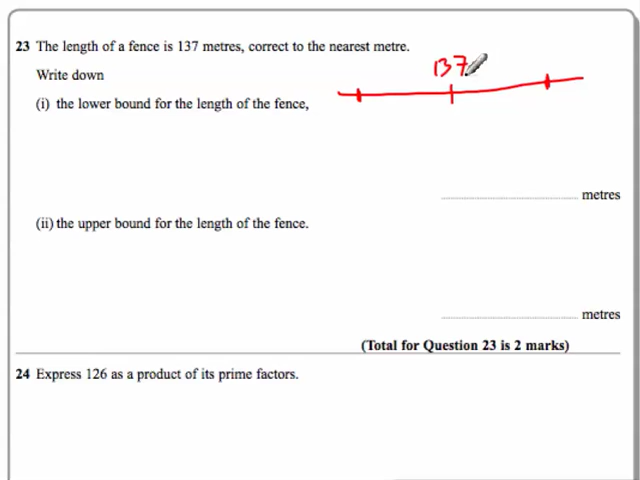 23 The length of a fence is 137 metres, correct to the nearest metre.
137
Write down
(i) the lower bound for the length of the fence,
metres
(ii) the upper bound for the length of the fence.
metres
(Total for Question 23 is 2 marks)
24 Express 126 as a product of its prime factors.